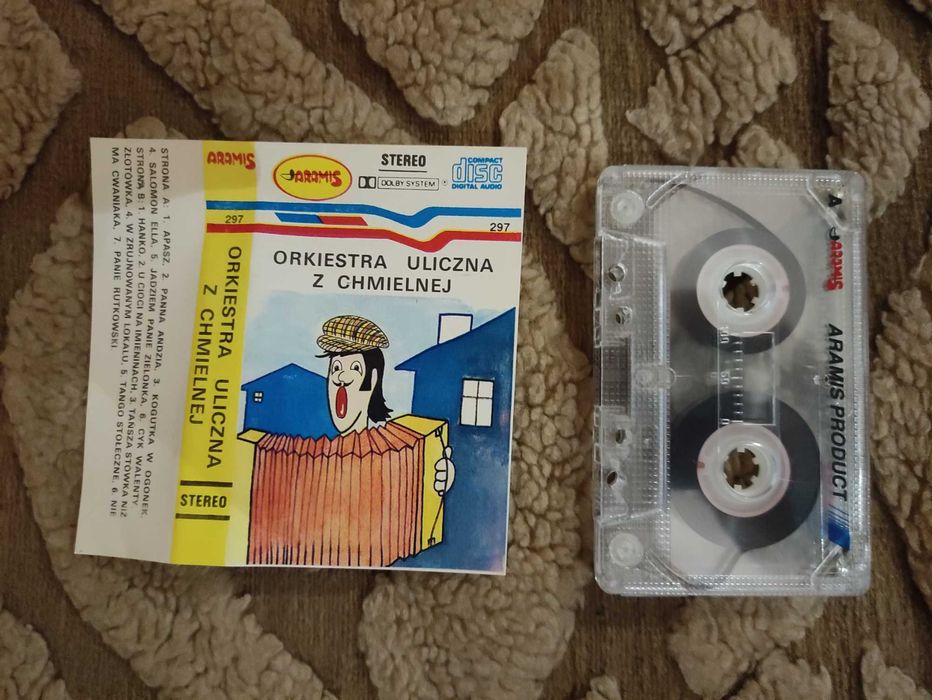 STRONA A: 1. APASZ. 2. PANNA ANDZIA. 3. KOGUTKA W OGONEK.
4. SALOMON ELIA. 5. JADZIEM PANIE ZIELONKA. 6. CYK WALENTY
STRONA B: 1. HANKO. 2. U CIOCI NA IMIENINACH. 3. TAŃSZA STÓWKA NIŻ
ZŁOTÓWKA. 4. W ZRUJNOWANYM LOKALU. 5. TANGO STOŁECZNE. 6. NIE
MA CWANIAKA. 7. PANIE RUTKOWSKI
ARAMIS
297
ORKIESTRA ULICZNA
Z CHMIELNEJ
STEREO
ARAMIS
STEREO
DOLBY SYSTEM
COMPACT
disc
DIGITAL AUDIO
297
ORKIESTRA ULICZNA
Z CHMIELNEJ
A
ARAMIS
ARAMIS PRODUCT
100
50
0